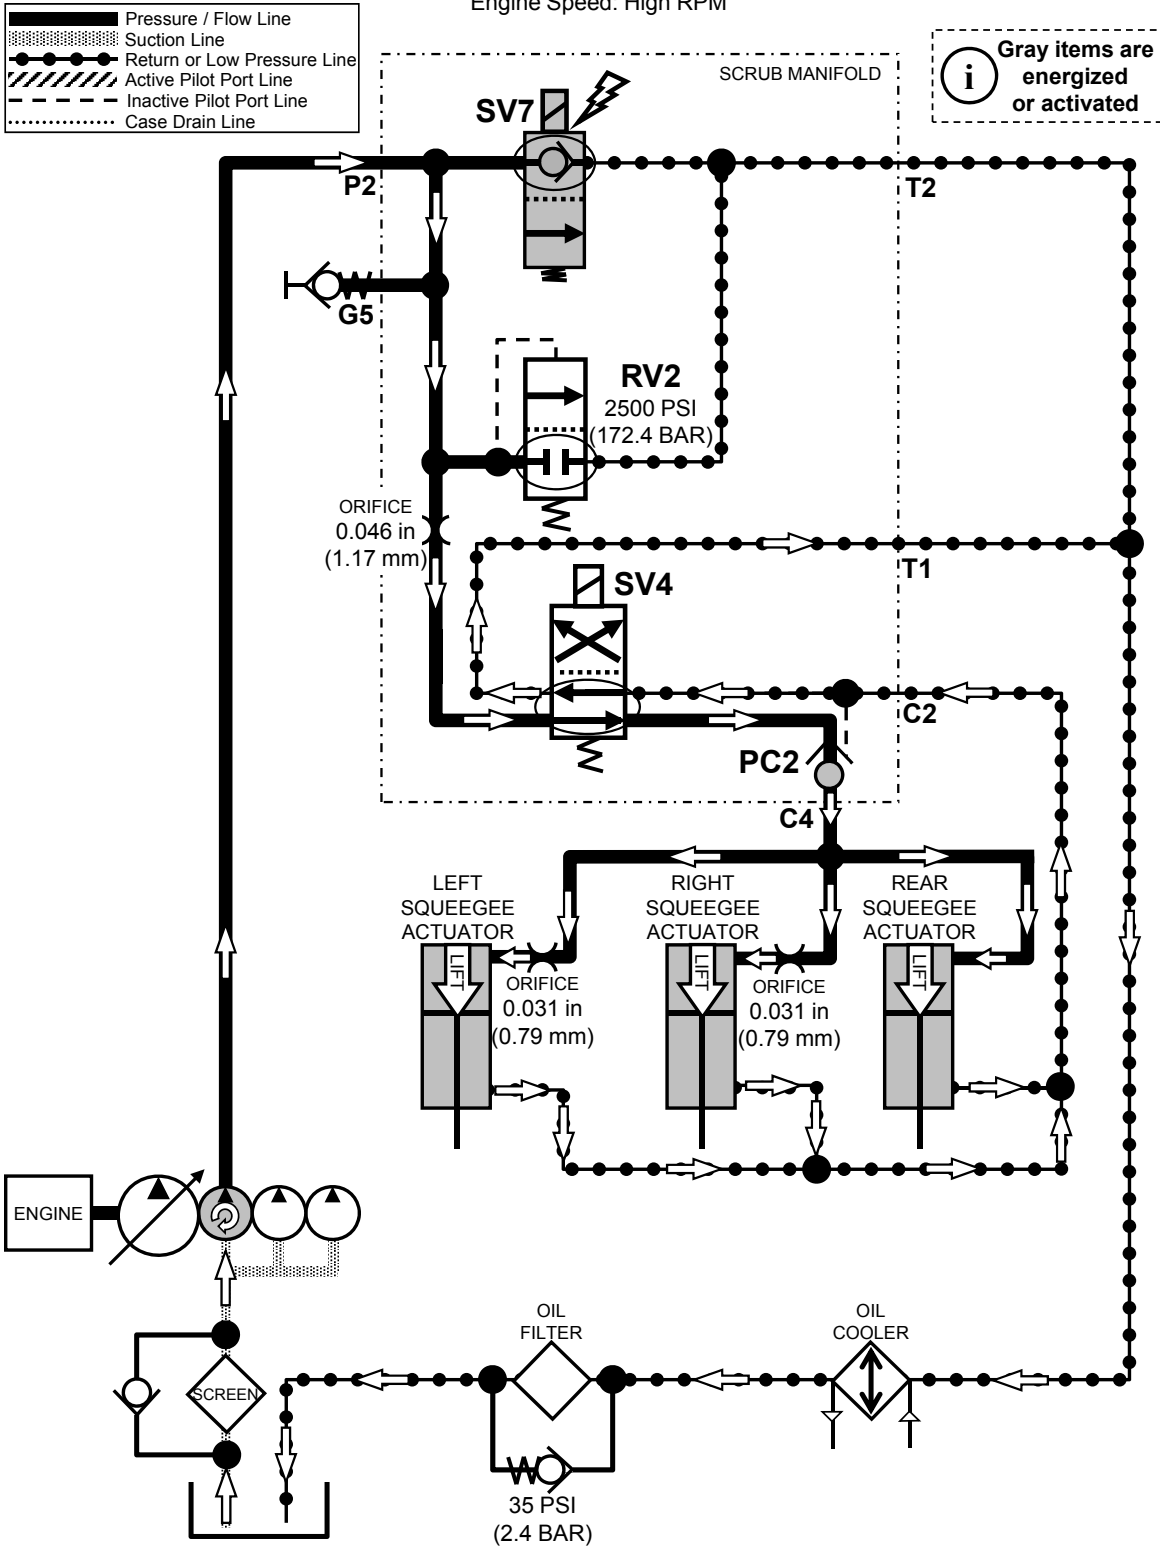 Engine Speed: High RPM
Pressure / Flow Line
Suction Line
Return or Low Pressure Line
Active Pilot Port Line
Inactive Pilot Port Line
Case Drain Line
SCRUB MANIFOLD
i
Gray items are
energized
or activated
SV7
P2
T2
G5
RV2
2500 PSI
(172.4 BAR)
ORIFICE
0.046 in
(1.17 mm)
T1
SV4
C2
PC2
C4
LEFT
SQUEEGEE
ACTUATOR
RIGHT
SQUEEGEE
ACTUATOR
REAR
SQUEEGEE
ACTUATOR
LIFT
LIFT
LIFT
ORIFICE
0.031 in
(0.79 mm)
ORIFICE
0.031 in
(0.79 mm)
ENGINE
OIL
FILTER
OIL
COOLER
SCREEN
35 PSI
(2.4 BAR)